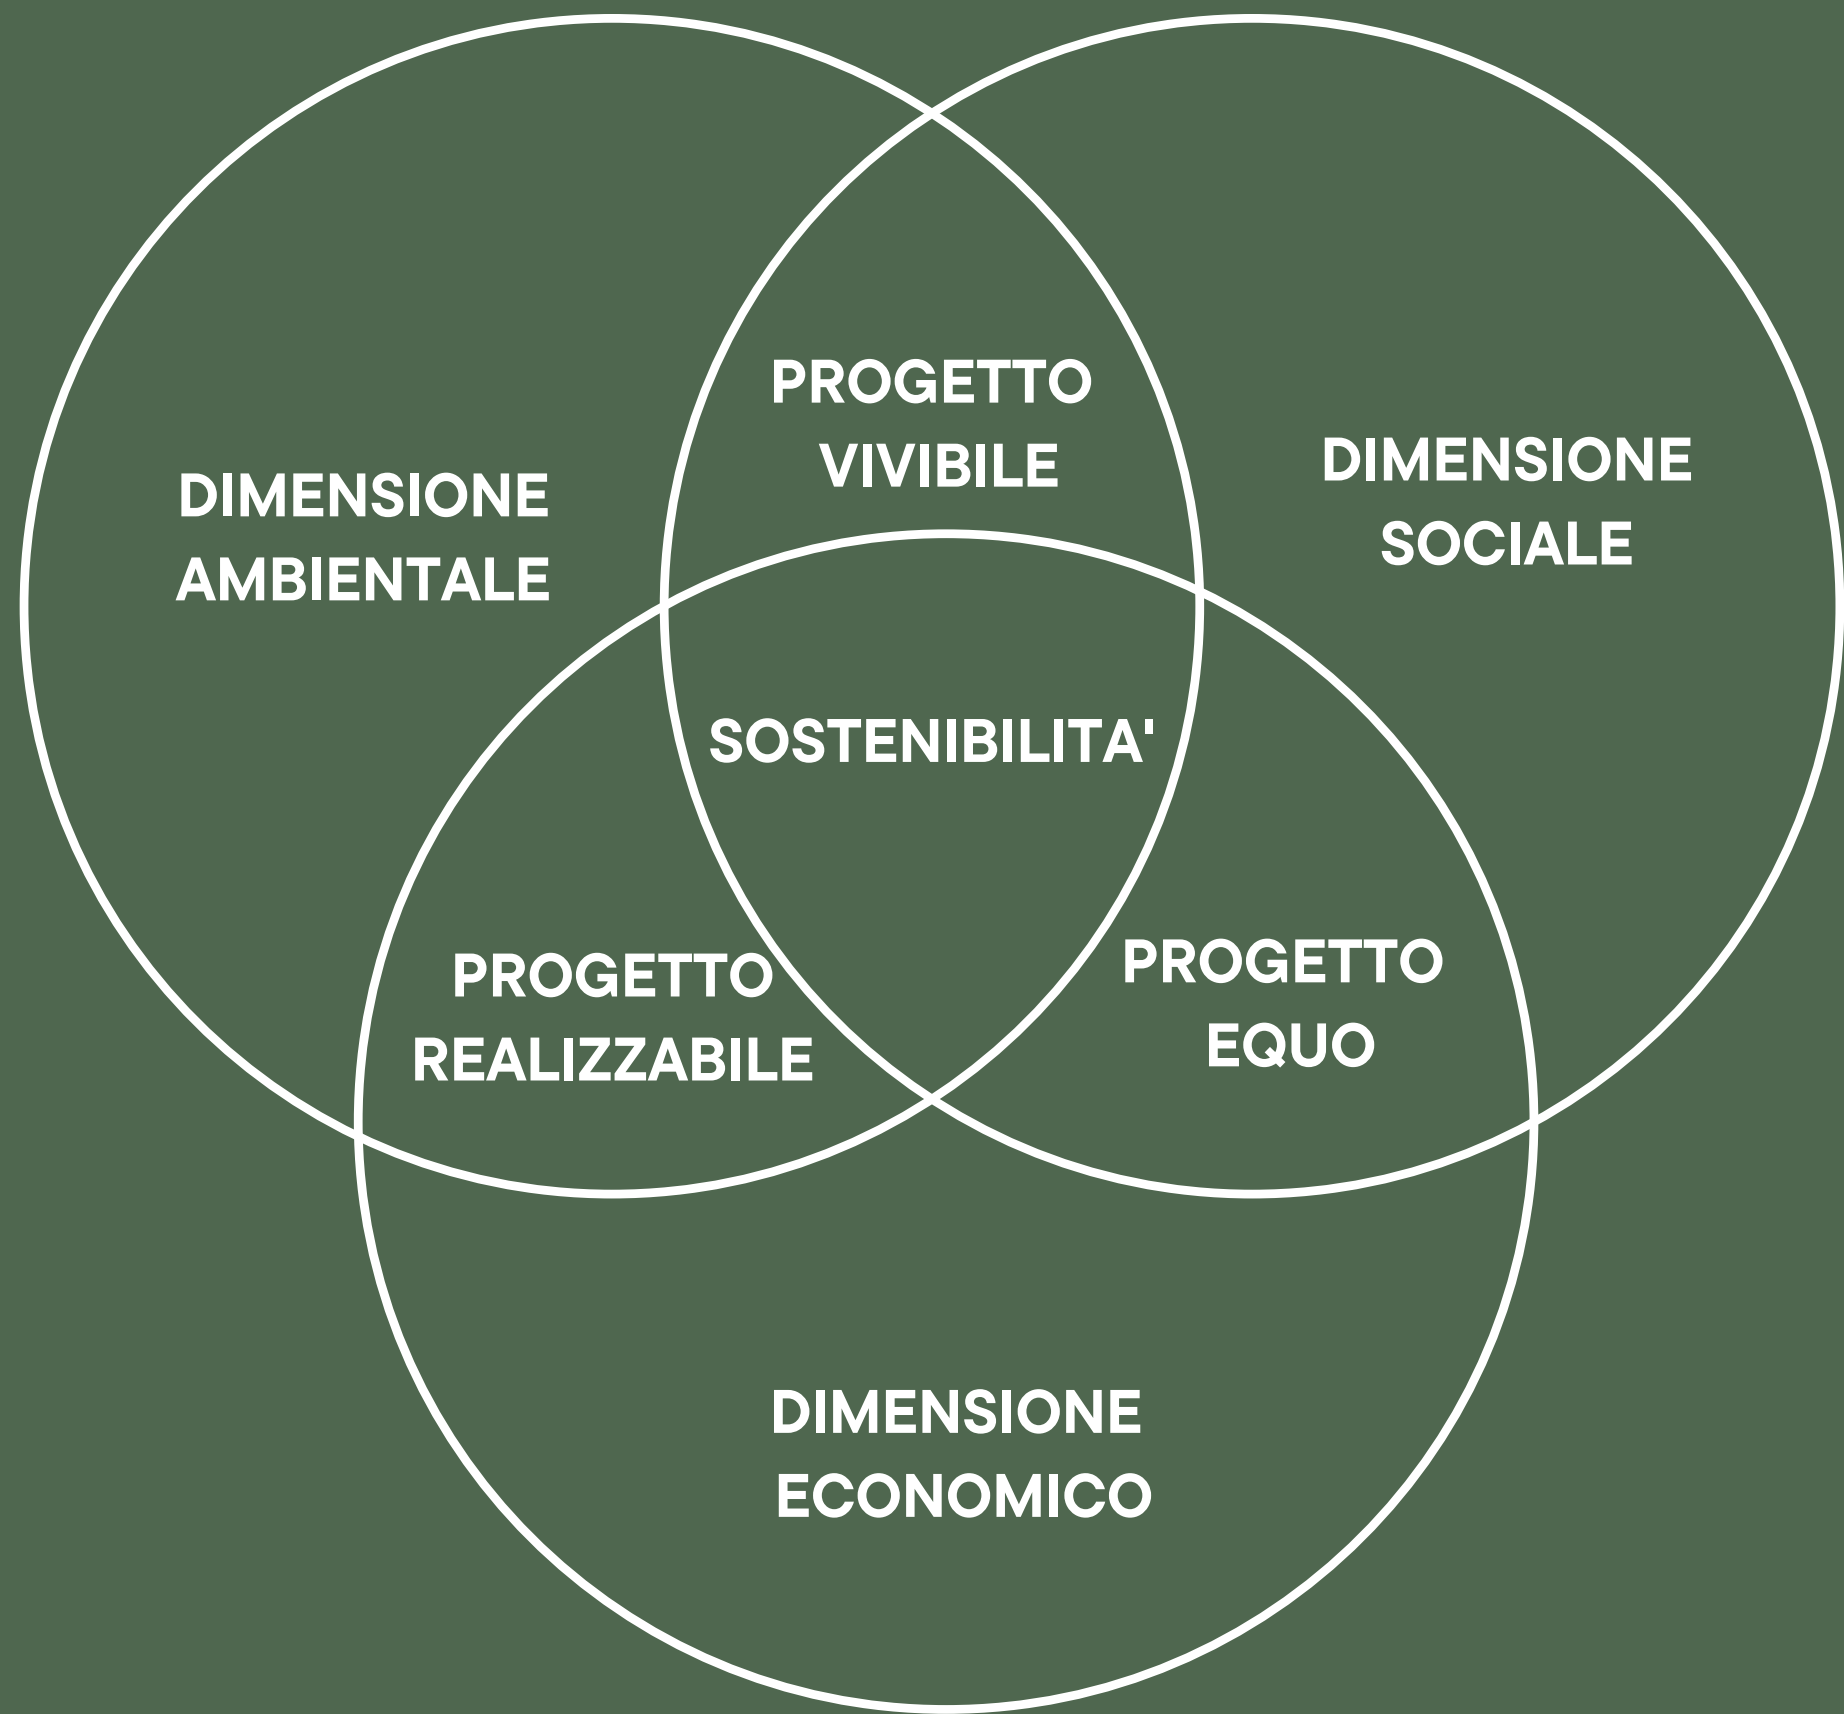 PROGETTO
VIVIBILE
DIMENSIONE
SOCIALE
DIMENSIONE
AMBIENTALE
SOSTENIBILITA'
PROGETTO
REALIZZABILE
PROGETTO
EQUO
DIMENSIONE
ECONOMICO